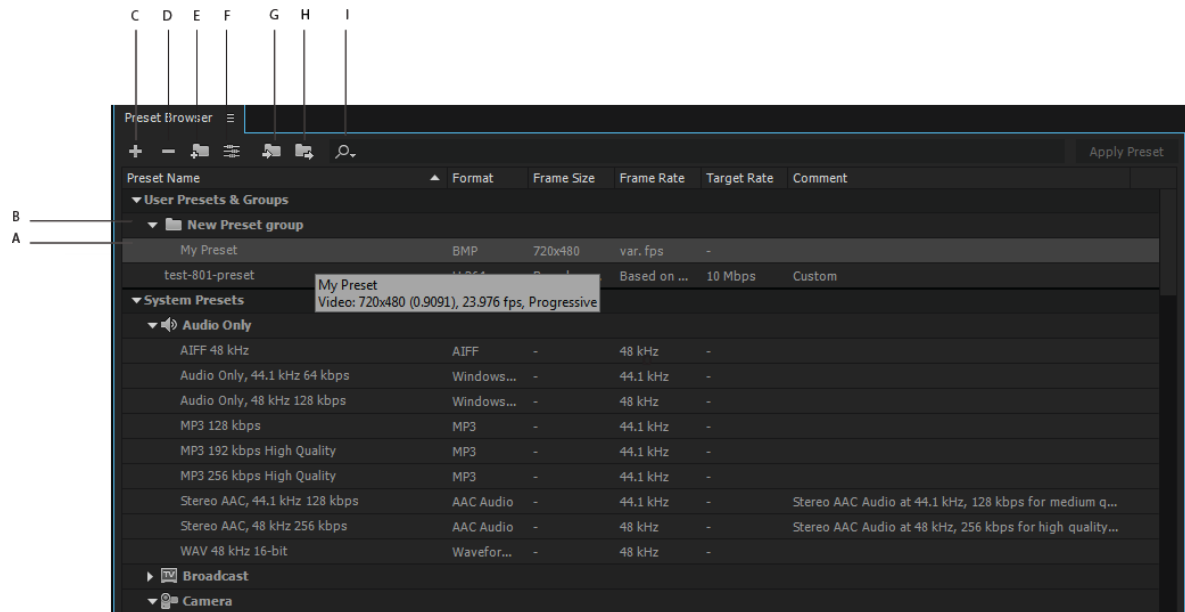 C D E F G H I
Preset Browser
Apply Preset
Preset Name Format Frame Size Frame Rate Target Rate Comment
User Presets & Groups
B
New Preset group
A
My Preset BMP 720x480 var. fps -
test-801-preset Based on ... 10 Mbps Custom
My Preset
Video: 720x480 (0.9091), 23.976 fps, Progressive
System Presets
Audio Only
AIFF 48 kHz AIFF - 48 kHz -
Audio Only, 44.1 kHz 64 kbps Windows... - 44.1 kHz -
Audio Only, 48 kHz 128 kbps Windows... - 48 kHz -
MP3 128 kbps MP3 - 44.1 kHz -
MP3 192 kbps High Quality MP3 - 44.1 kHz -
MP3 256 kbps High Quality MP3 - 44.1 kHz -
Stereo AAC, 44.1 kHz 128 kbps AAC Audio - 44.1 kHz - Stereo AAC Audio at 44.1 kHz, 128 kbps for medium q...
Stereo AAC, 48 kHz 256 kbps AAC Audio - 48 kHz - Stereo AAC Audio at 48 kHz, 256 kbps for high quality...
WAV 48 kHz 16-bit Wavefor... - 48 kHz -
TV Broadcast
Camera